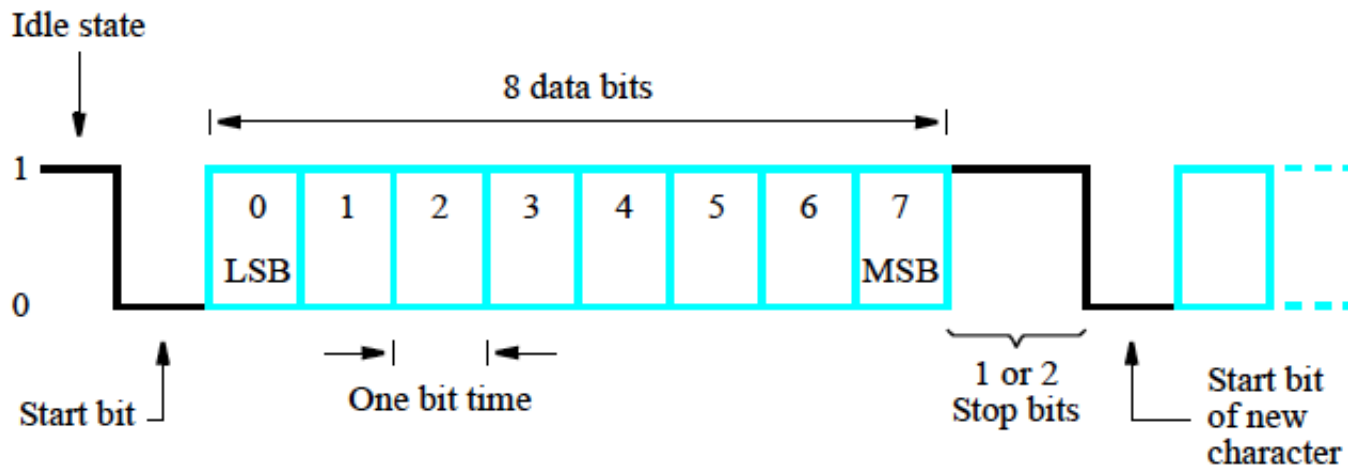 Idle state
8 data bits
1
0 1 2 3 4 5 6 7
LSB MSB
0
One bit time
Start bit
1 or 2
Stop bits
Start bit
of new
character